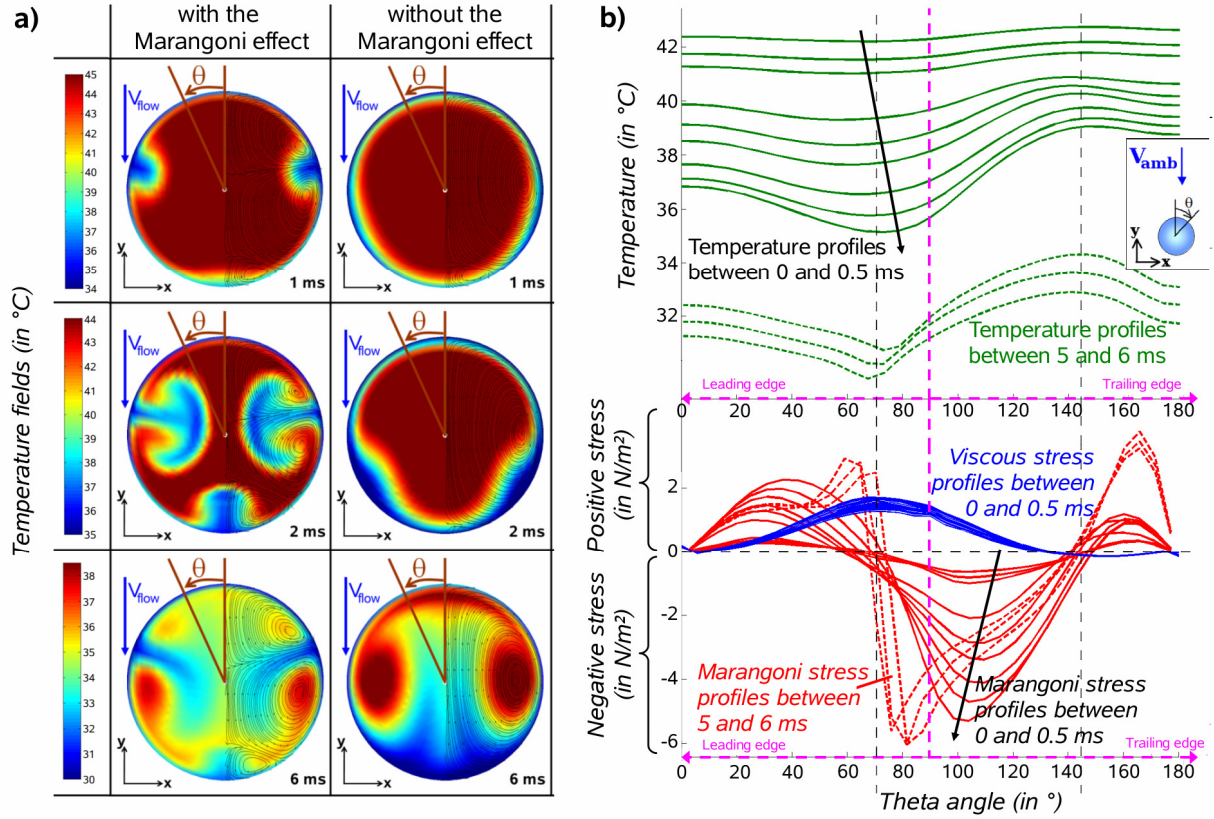 a)
with the
Marangoni effect
without the
Marangoni effect
Temperature fields (in °C)
45
44
43
42
41
40
39
38
37
36
35
34
Vflow
θ
y
x
1 ms
Vflow
θ
y
x
1 ms
44
43
42
41
40
39
38
37
36
35
Vflow
θ
y
x
2 ms
Vflow
θ
y
x
2 ms
38
37
36
35
34
33
32
31
30
Vflow
θ
y
x
6 ms
Vflow
θ
y
x
6 ms
b)
Temperature (in °C)
42
40
38
36
34
32
Temperature profiles
between 0 and 0.5 ms
Vamb
θ
y
x
Temperature profiles
between 5 and 6 ms
Leading edge
Trailing edge
0 20 40 60 80 100 120 140 160 180
Positive stress
(in N/m²)
Negative stress
(in N/m²)
2
0
-2
-4
-6
Viscous stress
profiles between
0 and 0.5 ms
Marangoni stress
profiles between
5 and 6 ms
Marangoni stress
profiles between
0 and 0.5 ms
Leading edge
Trailing edge
0 20 40 60 80 100 120 140 160 180
Theta angle (in °)